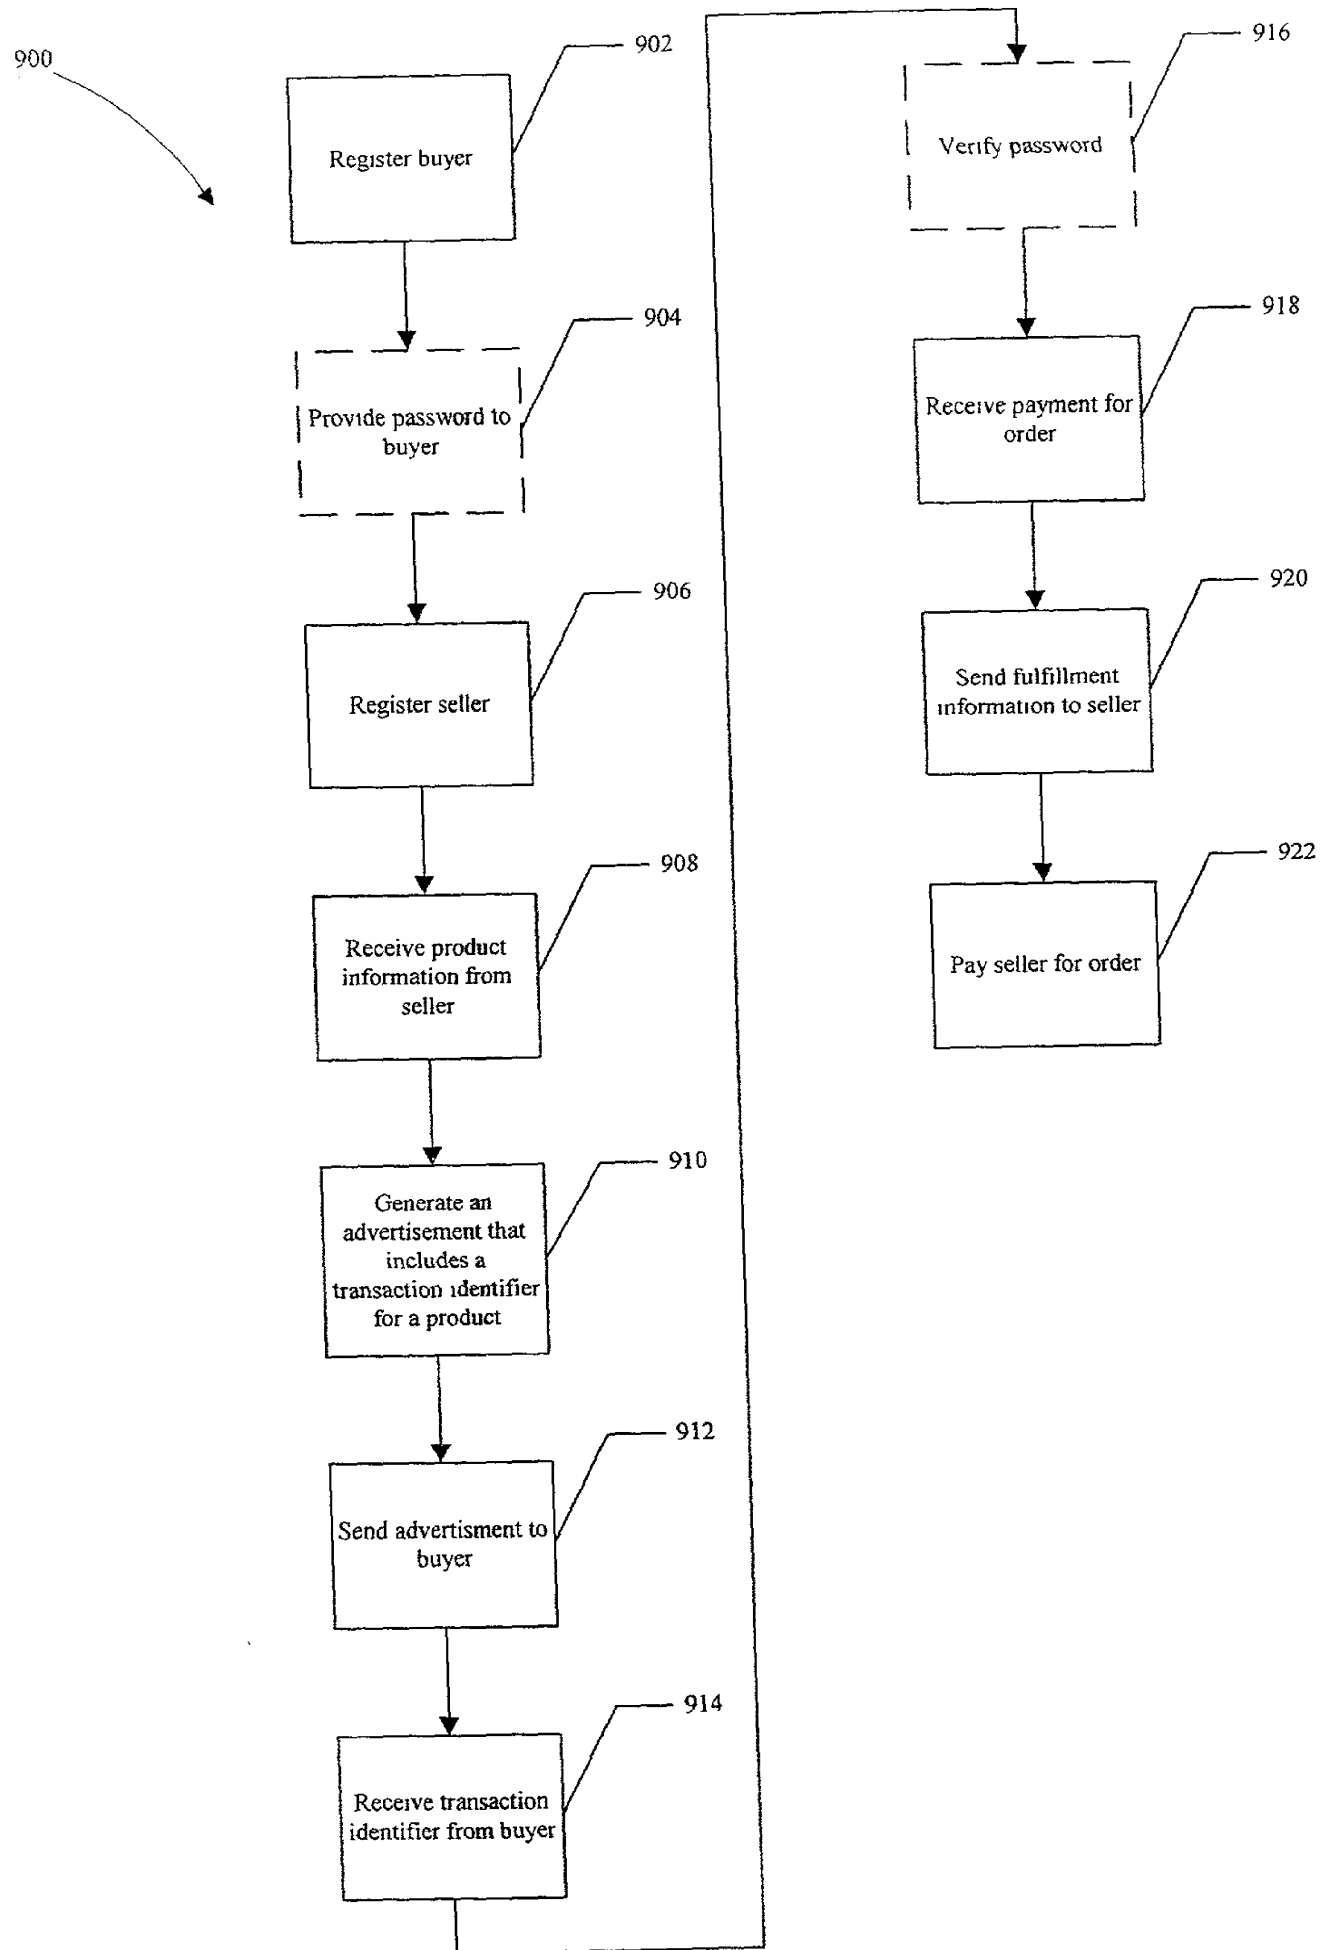 900
902
Register buyer
904
Provide password to
buyer
906
Register seller
908
Receive product
information from
seller
910
Generate an
advertisement that
includes a
transaction identifier
for a product
912
Send advertisment to
buyer
914
Receive transaction
identifier from buyer
916
Verify password
918
Receive payment for
order
920
Send fulfillment
information to seller
922
Pay seller for order